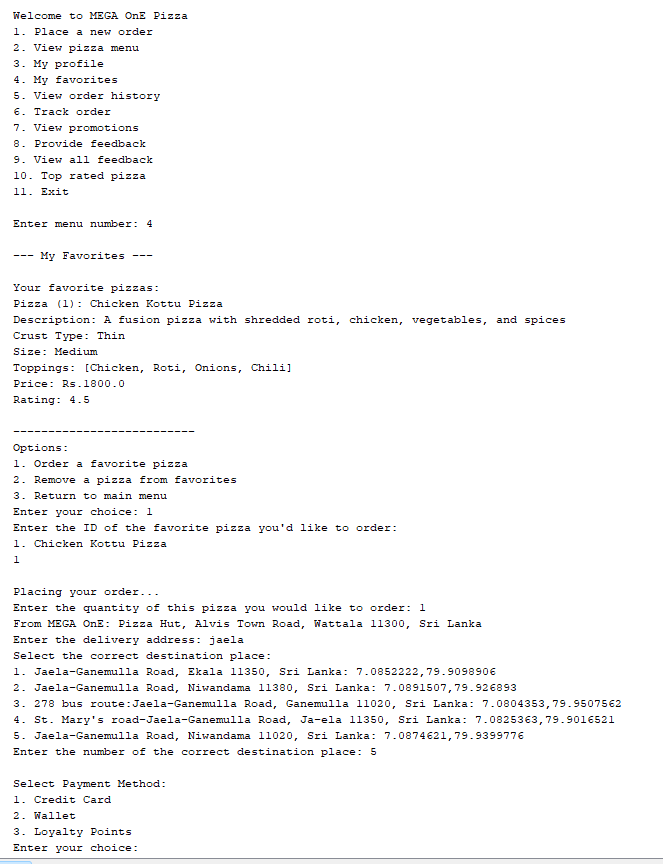 Welcome to MEGA OnE Pizza
1. Place a new order
2. View pizza menu
3. My profile
4. My favorites
5. View order history
6. Track order
7. View promotions
8. Provide feedback
9. View all feedback
10. Top rated pizza
11. Exit
Enter menu number: 4
--- My Favorites ---
Your favorite pizzas:
Pizza (1): Chicken Kottu Pizza
Description: A fusion pizza with shredded roti, chicken, vegetables, and spices
Crust Type: Thin
Size: Medium
Toppings: [Chicken, Roti, Onions, Chili]
Price: Rs.1800.0
Rating: 4.5
--------------------------
Options:
1. Order a favorite pizza
2. Remove a pizza from favorites
3. Return to main menu
Enter your choice: 1
Enter the ID of the favorite pizza you'd like to order:
1. Chicken Kottu Pizza
1
Placing your order...
Enter the quantity of this pizza you would like to order: 1
From MEGA OnE: Pizza Hut, Alvis Town Road, Wattala 11300, Sri Lanka
Enter the delivery address: jaela
Select the correct destination place:
1. Jaela-Ganemulla Road, Ekala 11350, Sri Lanka: 7.0852222,79.9098906
2. Jaela-Ganemulla Road, Niwandama 11380, Sri Lanka: 7.0891507,79.926893
3. 278 bus route:Jaela-Ganemulla Road, Ganemulla 11020, Sri Lanka: 7.0804353,79.9507562
4. St. Mary's road-Jaela-Ganemulla Road, Ja-ela 11350, Sri Lanka: 7.0825363,79.9016521
5. Jaela-Ganemulla Road, Niwandama 11020, Sri Lanka: 7.0874621,79.9399776
Enter the number of the correct destination place: 5
Select Payment Method:
1. Credit Card
2. Wallet
3. Loyalty Points
Enter your choice: